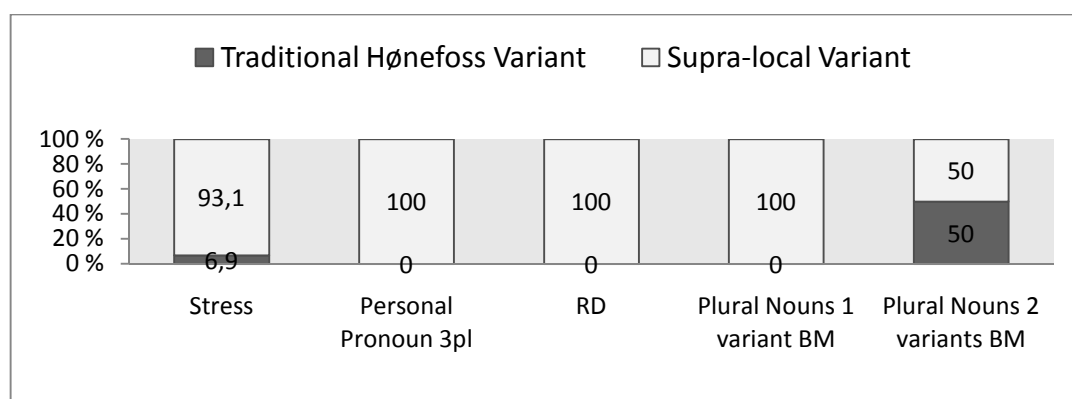 Traditional Hønefoss Variant Supra-local Variant
100 %
80 %
60 %
40 %
20 %
0 %
93,1 100 100 100 50
6,9 0 0 0 50
Stress Personal RD Plural Nouns 1 Plural Nouns 2
Pronoun 3pl variant BM variants BM